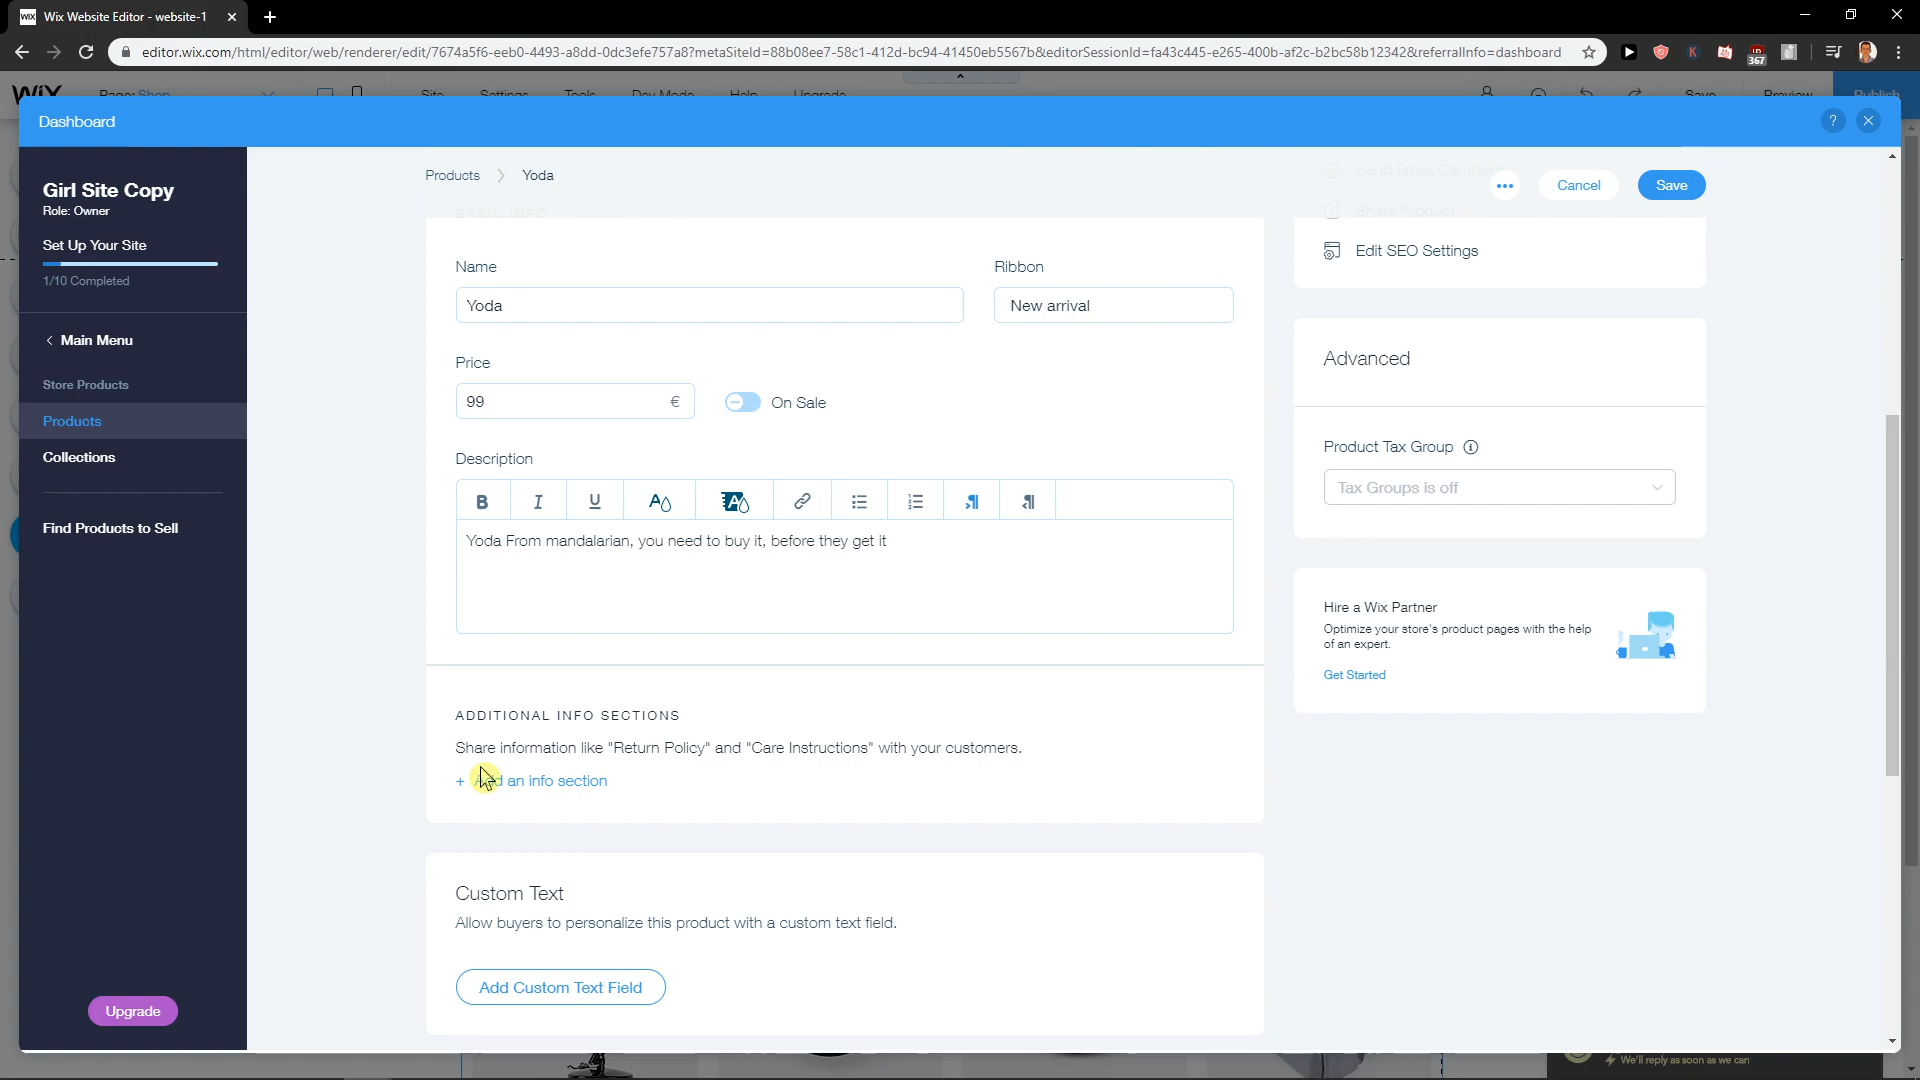 Wix Website Editor - website-1
editor.wix.com/html/editor/web/renderer/edit/7674a5f6-eeb0-4493-a8dd-0dc3efe757a8?metaSiteId=88b08ee7-58c1-412d-bc94-41450eb5567b&editorSessionId=fa43c445-e265-400b-af2c-b2bc58b12342&referralInfo=dashboard
367
WIX Page: Shop Site Settings Tools Dev Mode Help Upgrade Save Preview Publish
Dashboard
?
Girl Site Copy
Role: Owner
Set Up Your Site
1/10 Completed
Main Menu
Store Products
Products
Collections
Find Products to Sell
Upgrade
Products > Yoda
Send Email Campaign
Cancel
Save
BASIC INFO
Share Product
Edit SEO Settings
Name
Yoda
Ribbon
New arrival
Price
99 €
On Sale
Description
B I U A A
Yoda From mandalarian, you need to buy it, before they get it
ADDITIONAL INFO SECTIONS
Share information like "Return Policy" and "Care Instructions" with your customers.
+ Add an info section
Custom Text
Allow buyers to personalize this product with a custom text field.
Add Custom Text Field
Advanced
Product Tax Group
Tax Groups is off
Hire a Wix Partner
Optimize your store's product pages with the help
of an expert.
Get Started
We'll reply as soon as we can